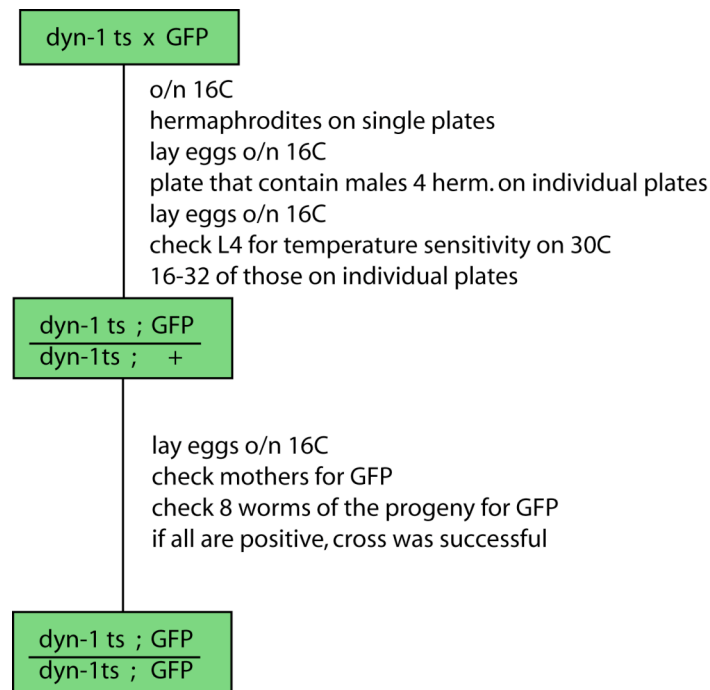 dyn-1 ts x GFP
o/n 16C
hermaphrodites on single plates
lay eggs o/n 16C
plate that contain males 4 herm. on individual plates
lay eggs o/n 16C
check L4 for temperature sensitivity on 30C
16-32 of those on individual plates
dyn-1 ts ; GFP
dyn-1ts ; +
lay eggs o/n 16C
check mothers for GFP
check 8 worms of the progeny for GFP
if all are positive, cross was successful
dyn-1 ts ; GFP
dyn-1ts ; GFP